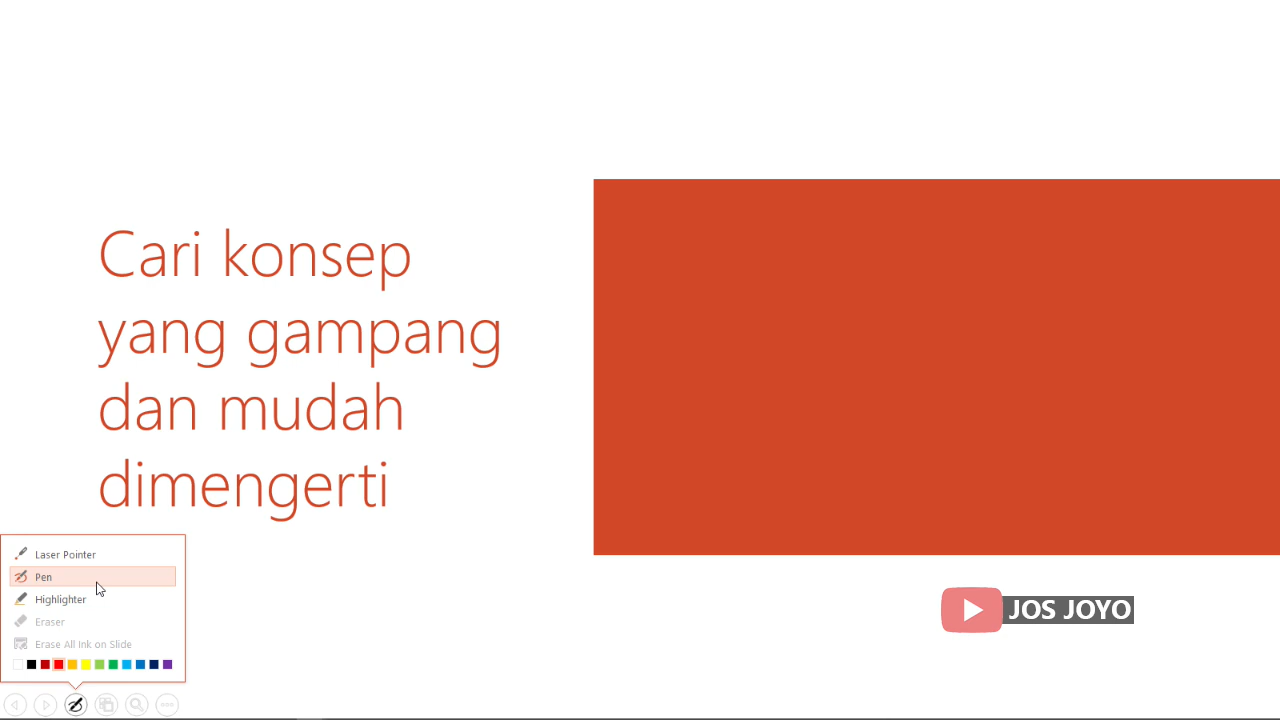 Cari konsep
yang gampang
dan mudah
dimengerti
Laser Pointer
Pen
Highlighter
Eraser
Erase All Ink on Slide
JOS JOYO